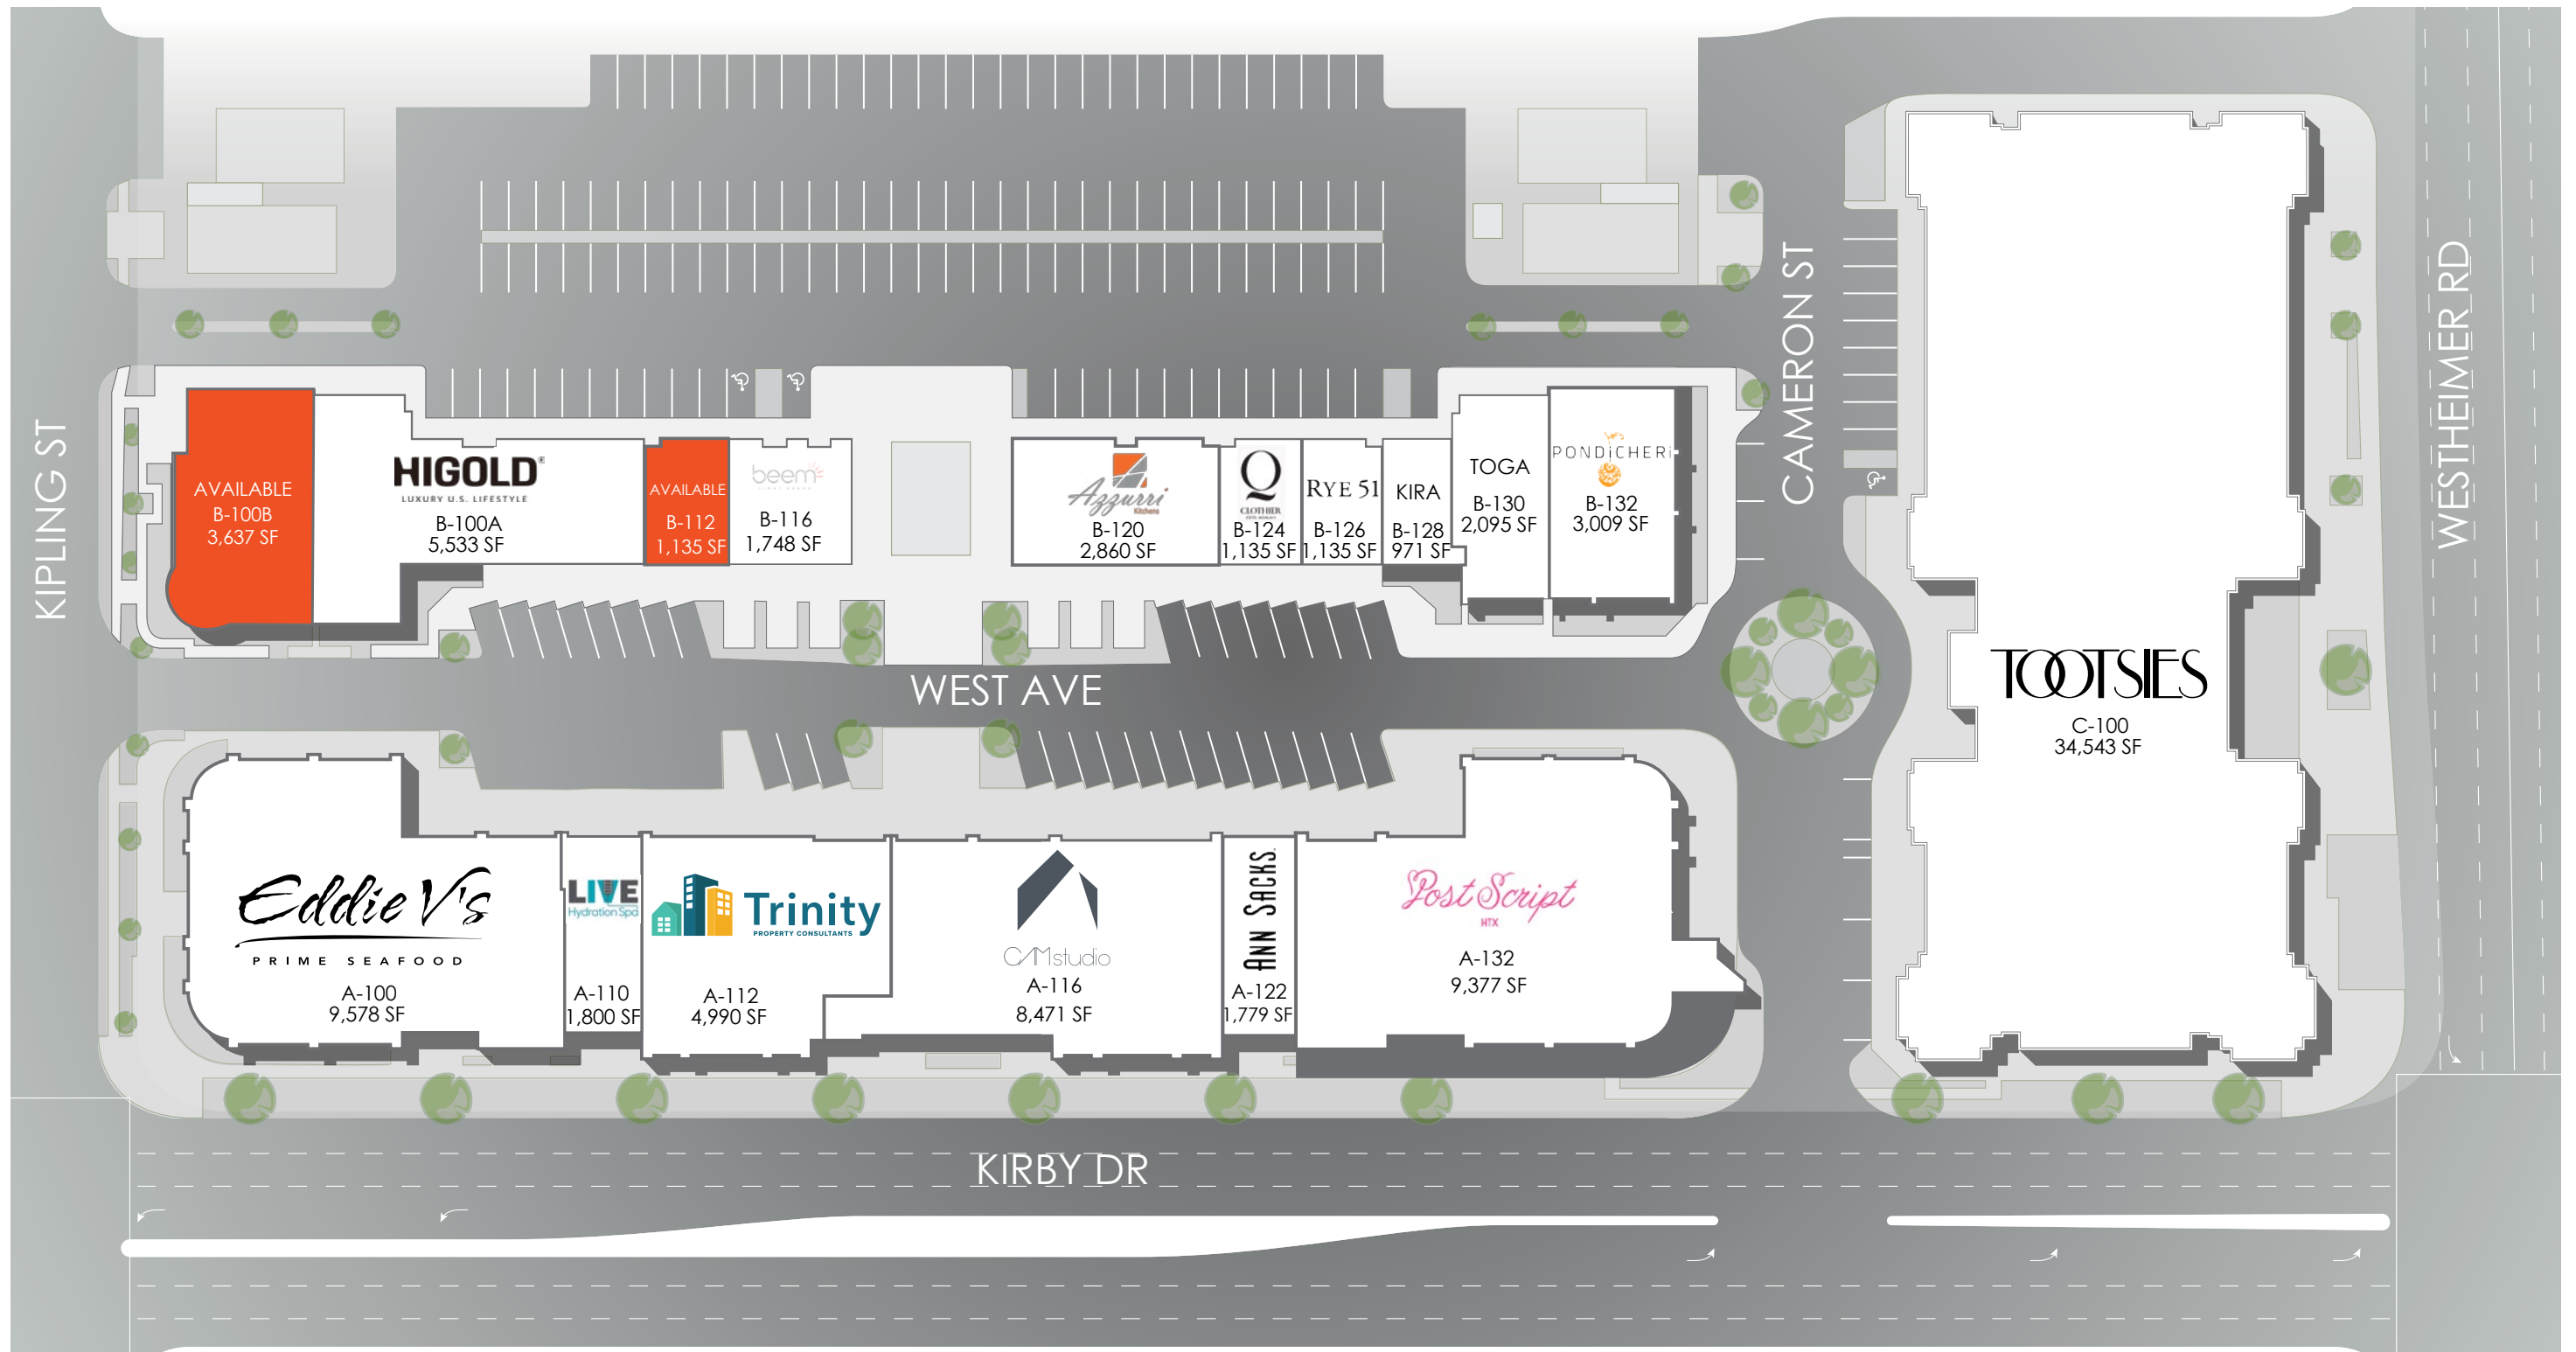 KIPLING ST
AVAILABLE
B-100B
3,637 SF
HIGOLD
LUXURY U.S. LIFESTYLE
B-100A
5,533 SF
AVAILABLE
B-112
1,135 SF
beem
B-116
1,748 SF
Azzurri
Kitchens
B-120
2,860 SF
Q
CLOTHIER
B-124
1,135 SF
RYE 51
B-126
1,135 SF
KIRA
B-128
971 SF
TOGA
B-130
2,095 SF
PONDICHERI
B-132
3,009 SF
CAMERON ST
WESTHEIMER RD
WEST AVE
TOOTSIES
C-100
34,543 SF
Eddie V's
PRIME SEAFOOD
A-100
9,578 SF
LIVE
Hydration Spa
A-110
1,800 SF
Trinity
PROPERTY CONSULTANTS
A-112
4,990 SF
CAMstudio
A-116
8,471 SF
ANN SACKS
A-122
1,779 SF
Post Script
HTX
A-132
9,377 SF
KIRBY DR